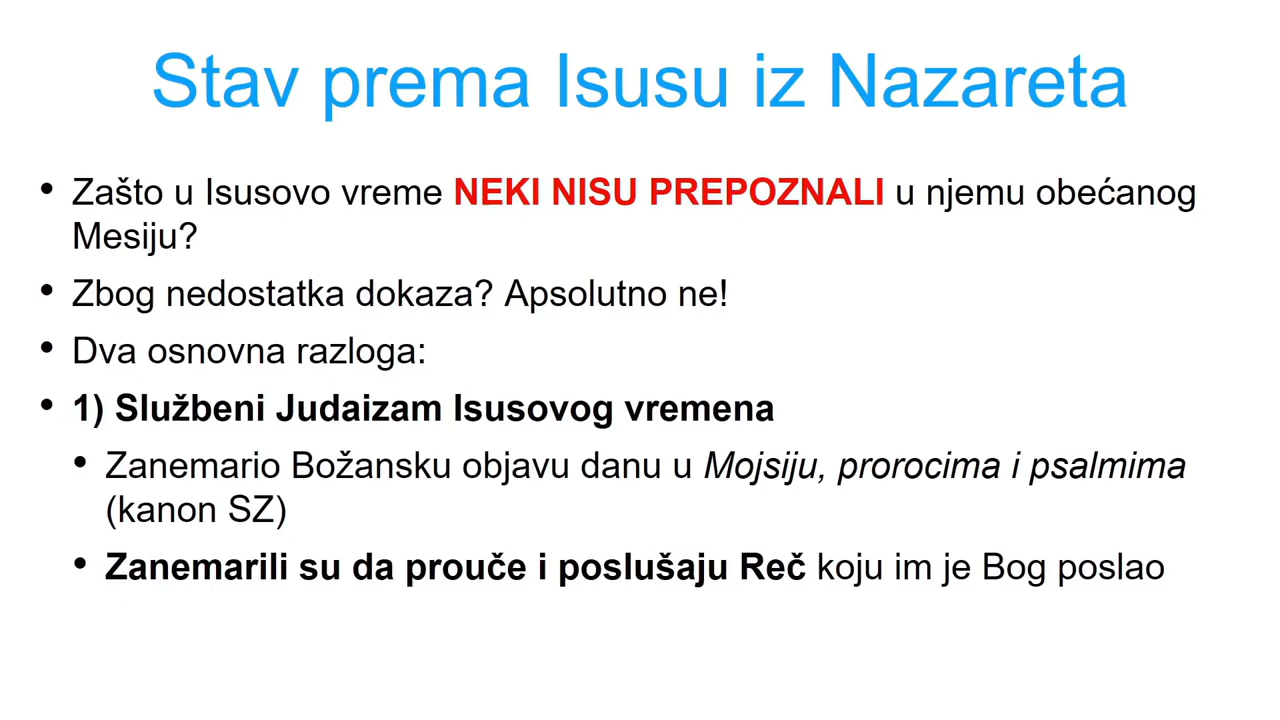 Stav prema Isusu iz Nazareta
• Zašto u Isusovo vreme NEKI NISU PREPOZNALI u njemu obećanog
Mesiju?
• Zbog nedostatka dokaza? Apsolutno ne!
• Dva osnovna razloga:
• 1) Službeni Judaizam Isusovog vremena
• Zanemario Božansku objavu danu u Mojsiju, prorocima i psalmima
(kanon SZ)
• Zanemarili su da prouče i poslušaju Reč koju im je Bog poslao